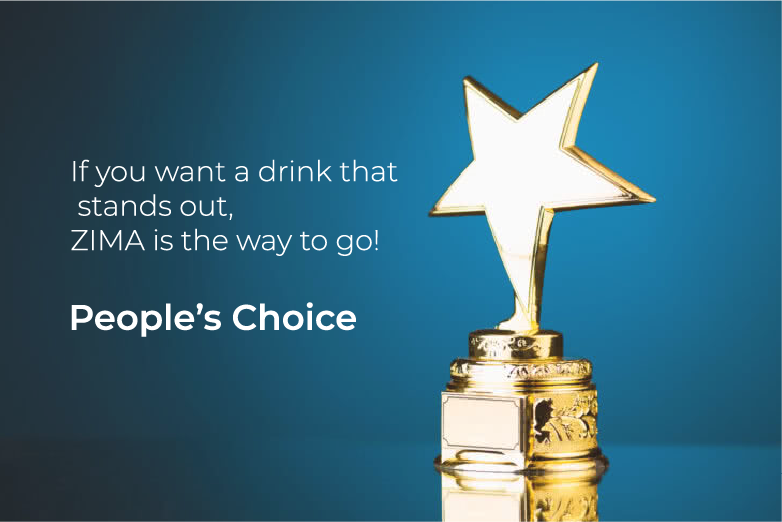 If you want a drink that
stands out,
ZIMA is the way to go!
People’s Choice